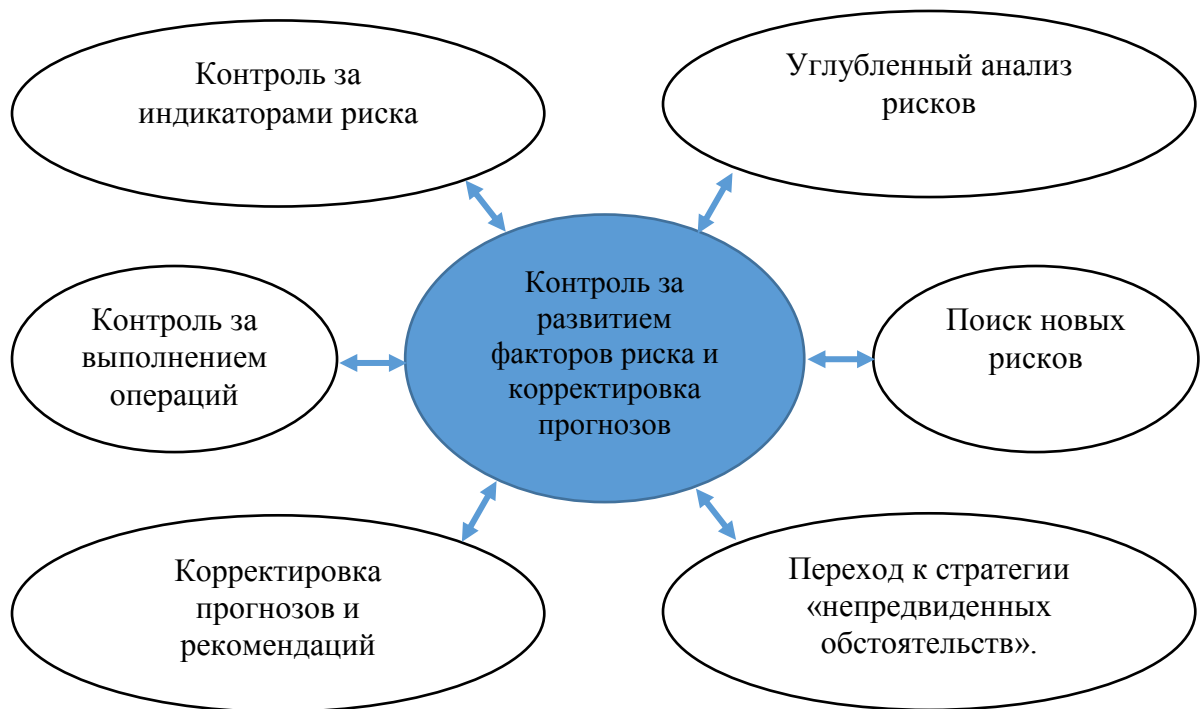 Контроль за
индикаторами риска
Углубленный анализ
рисков
Контроль за
выполнением
операций
Контроль за
развитием
факторов риска и
корректировка
прогнозов
Поиск новых
рисков
Корректировка
прогнозов и
рекомендаций
Переход к стратегии
«непредвиденных
обстоятельств».